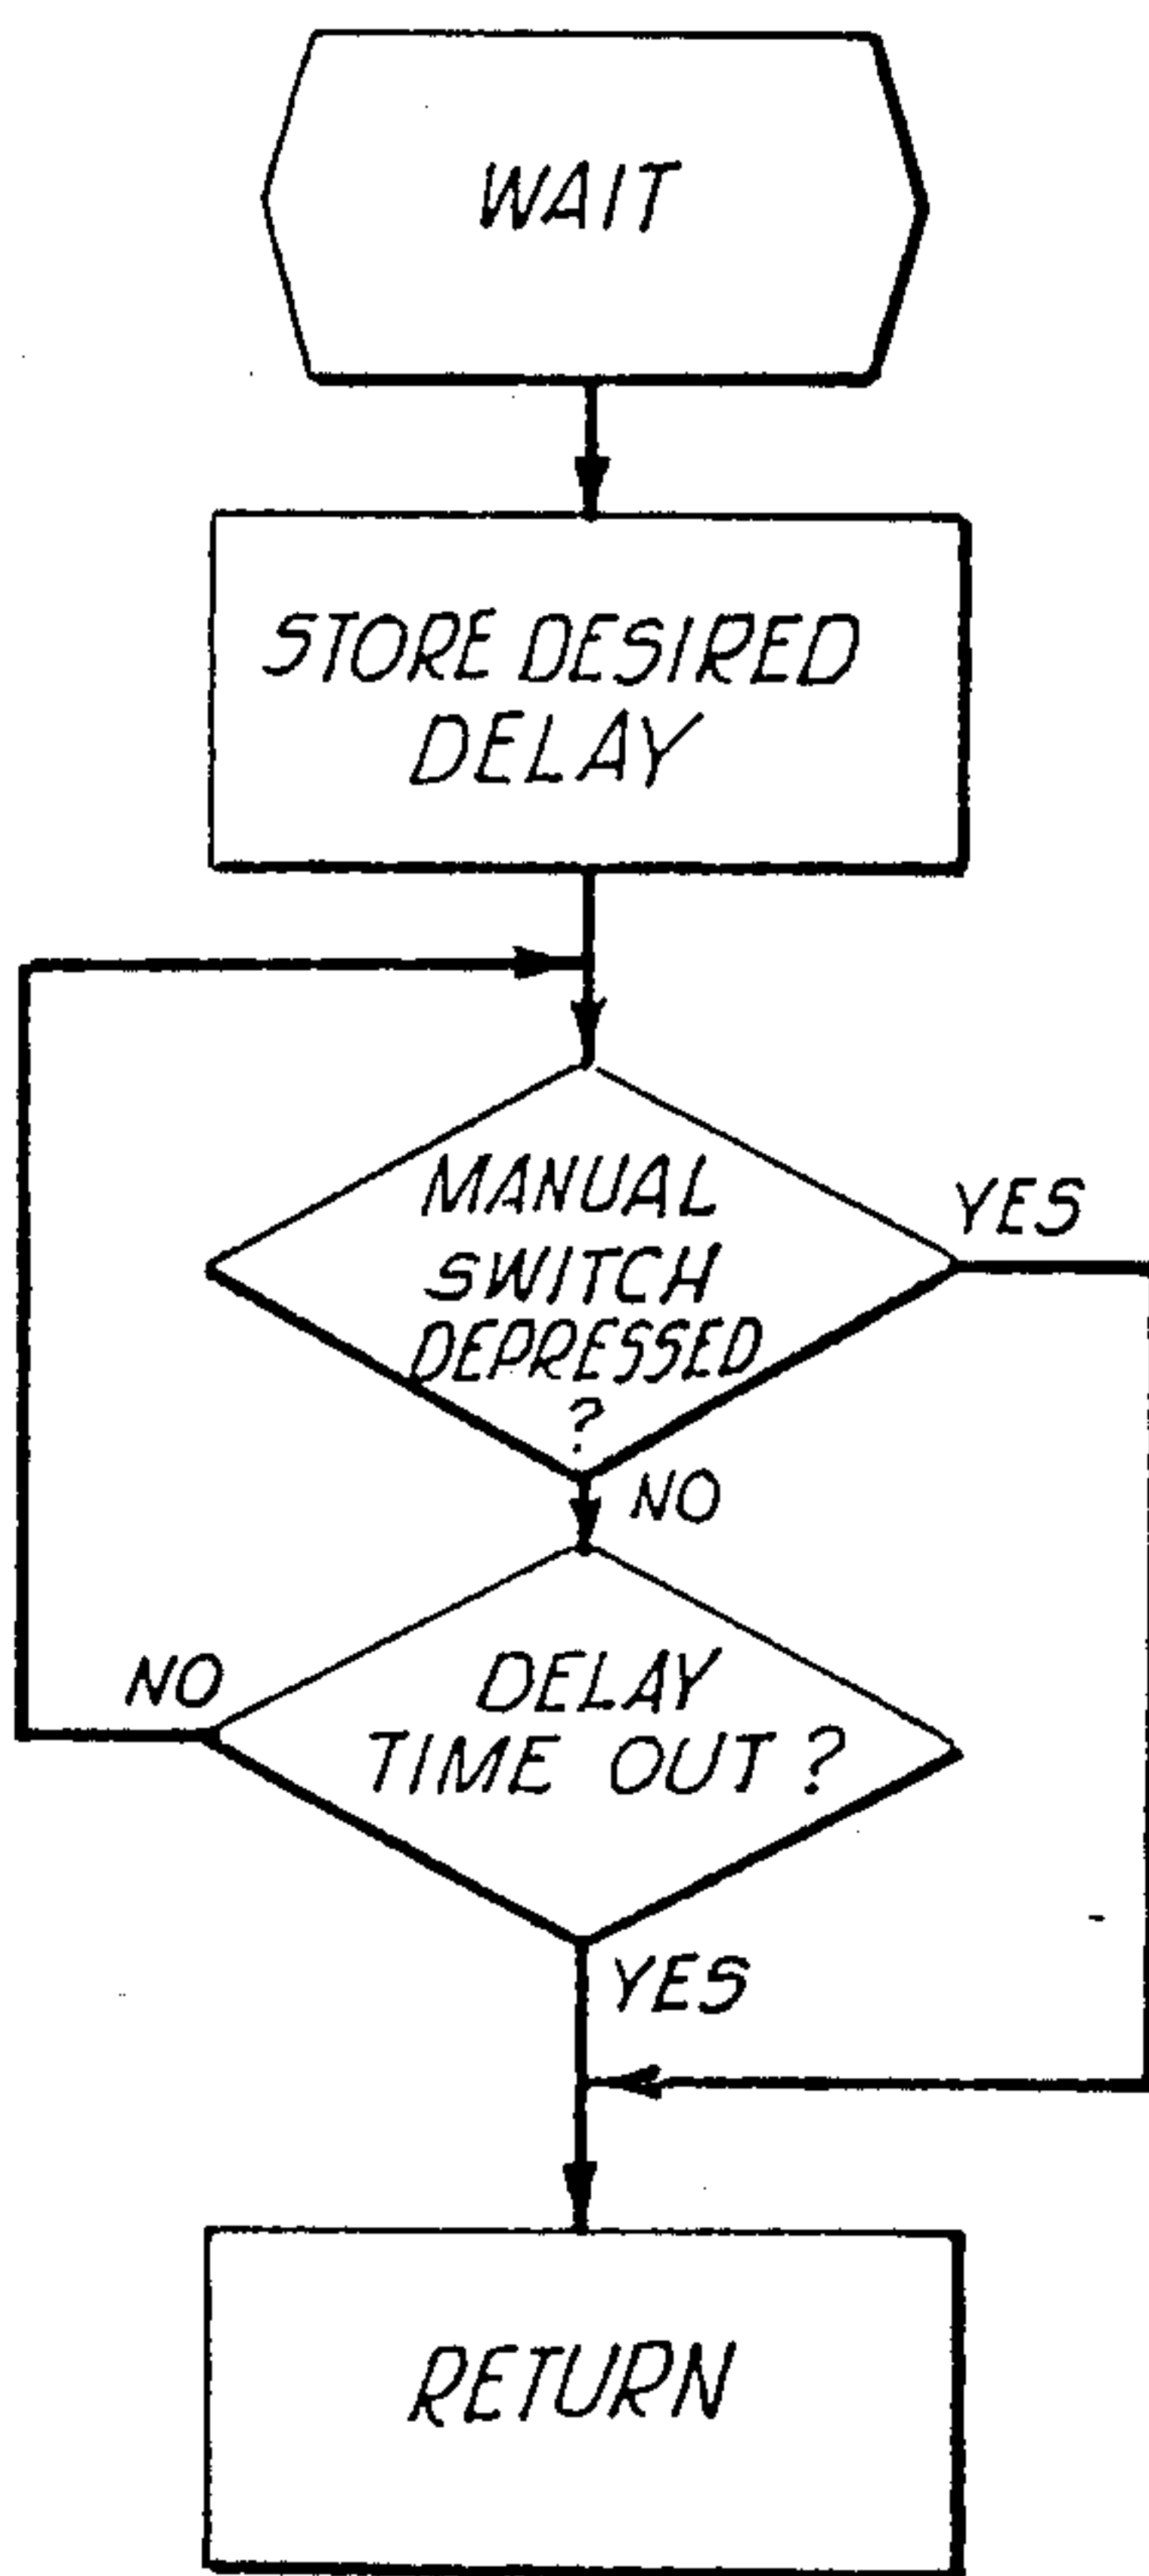 WAIT
STORE DESIRED
DELAY
MANUAL
SWITCH
DEPRESSED
?
YES
NO
DELAY
TIME OUT ?
NO
YES
RETURN